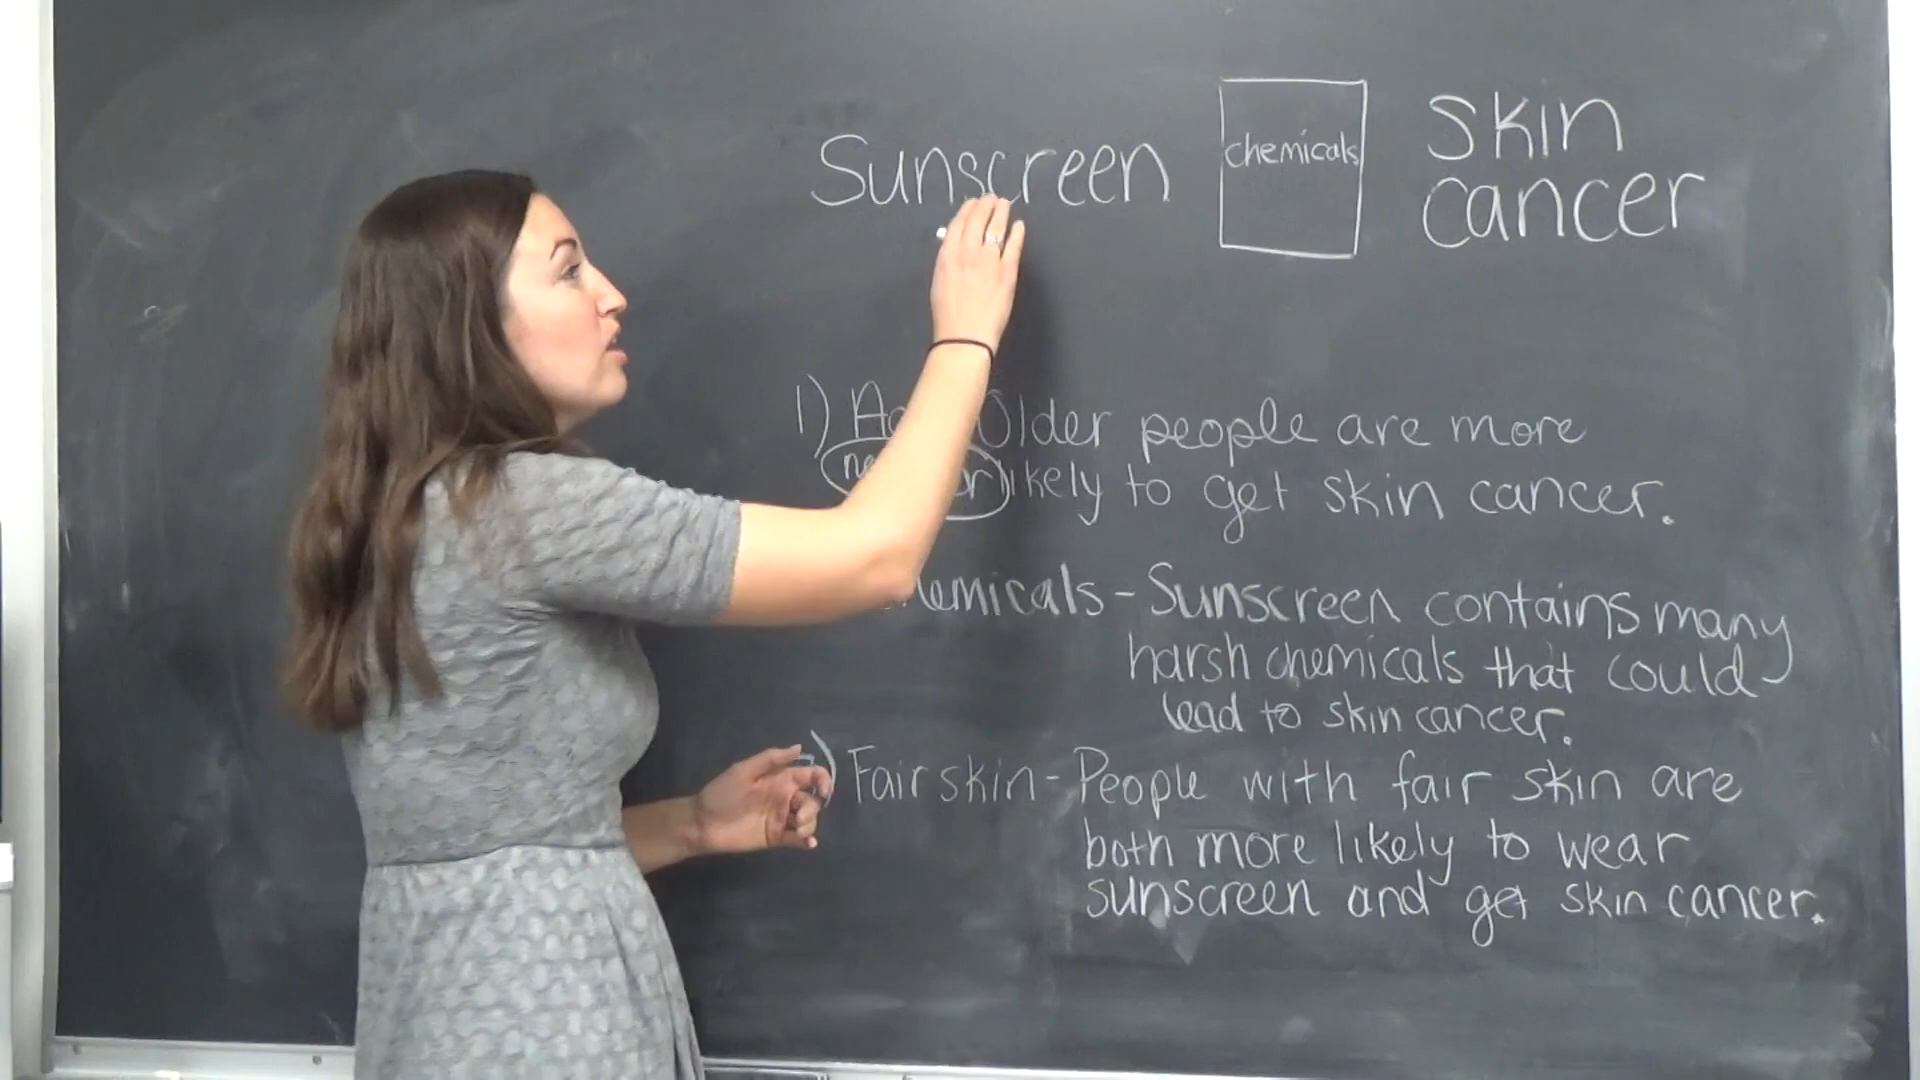 Sunscreen
chemicals
skin
cancer
1) Older people are more
likely to get skin cancer.
chemicals - Sunscreen contains many
harsh chemicals that could
lead to skin cancer.
) Fair skin - People with fair skin are
both more likely to wear
sunscreen and get skin cancer.